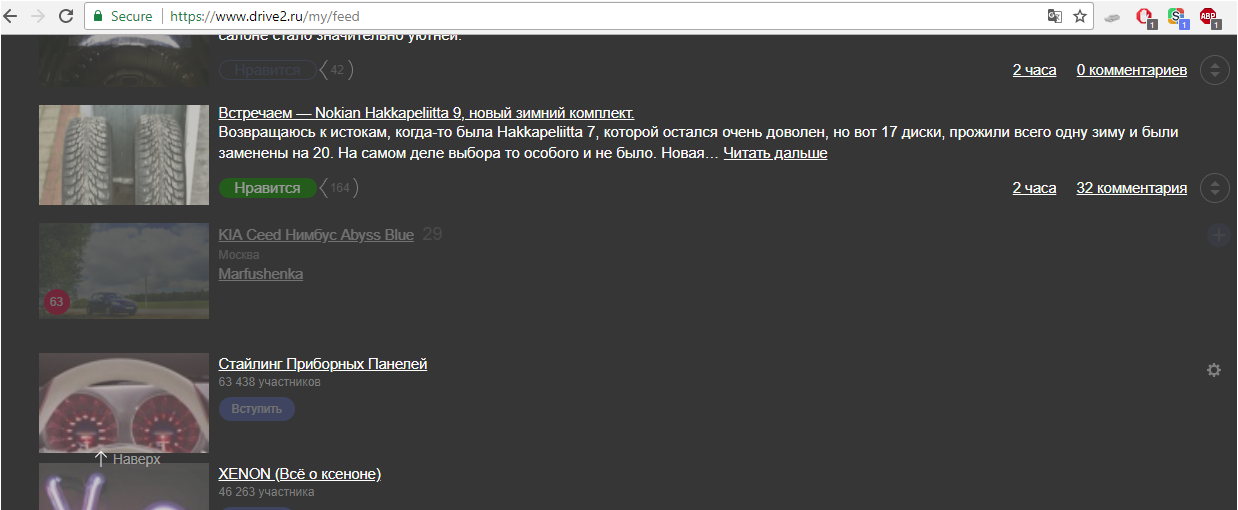 Secure https://www.drive2.ru/my/feed
1 1 ABP 1
салоне стало значительно уютней.
Нравится 42 2 часа 0 комментариев
Встречаем — Nokian Hakkapeliitta 9, новый зимний комплект.
Возвращаюсь к истокам, когда-то была Hakkapeliitta 7, которой остался очень доволен, но вот 17 диски, прожили всего одну зиму и были
заменены на 20. На самом деле выбора то особого и не было. Новая… Читать дальше
Нравится 164 2 часа 32 комментария
KIA Ceed Нимбус Abyss Blue 29
Москва
Marfushenka
63
Стайлинг Приборных Панелей
63 438 участников
Вступить
Наверх
XENON (Всё о ксеноне)
46 263 участника